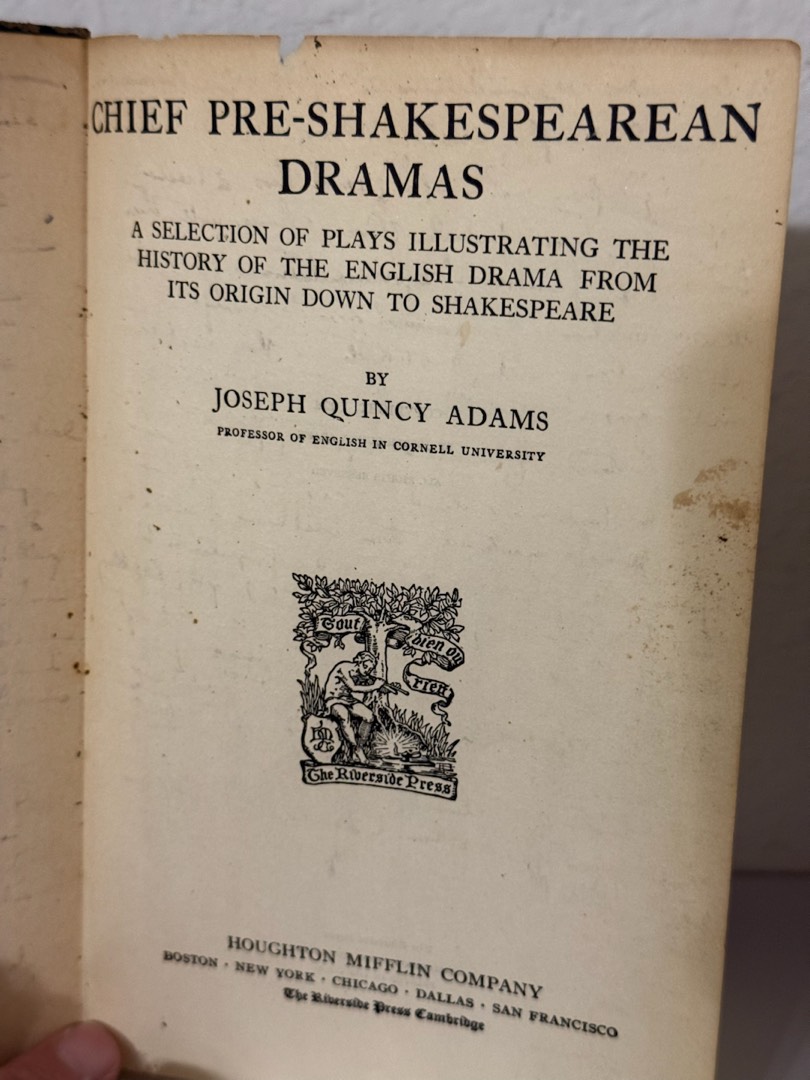 CHIEF PRE-SHAKESPEAREAN
DRAMAS
A SELECTION OF PLAYS ILLUSTRATING THE
HISTORY OF THE ENGLISH DRAMA FROM
ITS ORIGIN DOWN TO SHAKESPEARE
BY
JOSEPH QUINCY ADAMS
PROFESSOR OF ENGLISH IN CORNELL UNIVERSITY
Tout
bien ou
rien
The Riverside Press
HOUGHTON MIFFLIN COMPANY
BOSTON · NEW YORK · CHICAGO · DALLAS · SAN FRANCISCO
The Riverside Press Cambridge